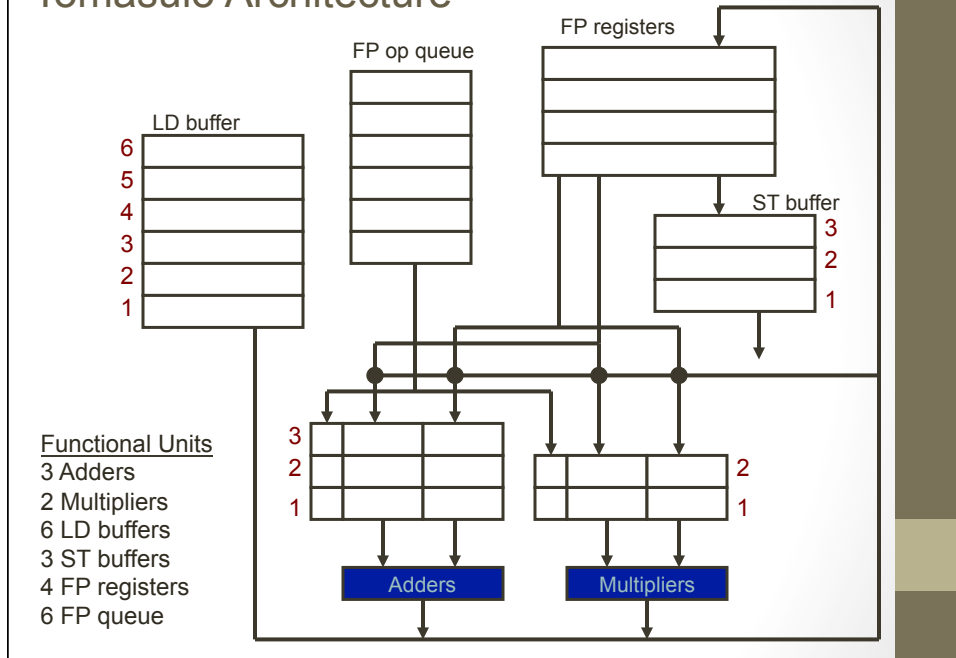 Tomasulo Architecture
FP registers
FP op queue
LD buffer
6
5
4
3
2
1
ST buffer
3
2
1
3
2
1
2
1
Functional Units
3 Adders
2 Multipliers
6 LD buffers
3 ST buffers
4 FP registers
6 FP queue
Adders
Multipliers